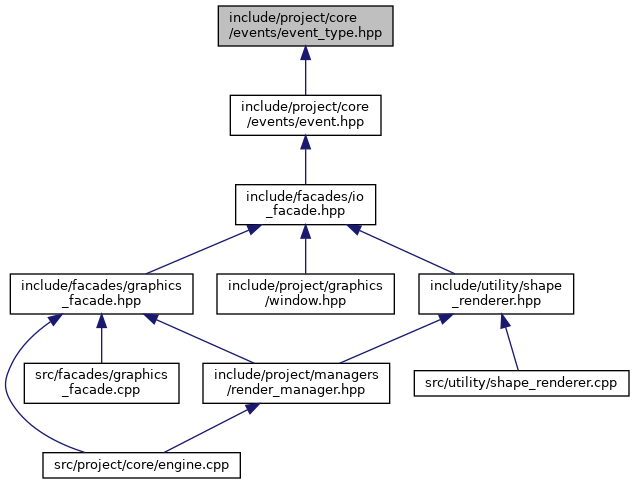 include/project/core
/events/event_type.hpp
include/project/core
/events/event.hpp
include/facades/io
_facade.hpp
include/facades/graphics
_facade.hpp
include/project/graphics
/window.hpp
include/utility/shape
_renderer.hpp
src/facades/graphics
_facade.cpp
include/project/managers
/render_manager.hpp
src/utility/shape_renderer.cpp
src/project/core/engine.cpp